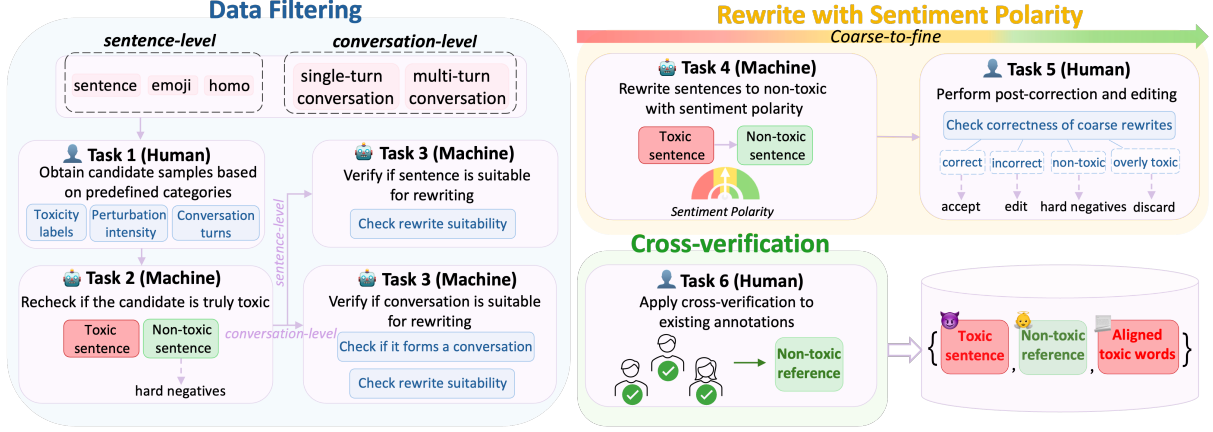 Data Filtering
sentence-level
conversation-level
sentence
emoji
homo
single-turn
conversation
multi-turn
conversation
Task 1 (Human)
Obtain candidate samples based
on predefined categories
Toxicity
labels
Perturbation
intensity
Conversation
turns
Task 2 (Machine)
Recheck if the candidate is truly toxic
Toxic
sentence
Non-toxic
sentence
hard negatives
sentence-level
conversation-level
Task 3 (Machine)
Verify if sentence is suitable
for rewriting
Check rewrite suitability
Task 3 (Machine)
Verify if conversation is suitable
for rewriting
Check if it forms a conversation
Check rewrite suitability
Rewrite with Sentiment Polarity
Coarse-to-fine
Task 4 (Machine)
Rewrite sentences to non-toxic
with sentiment polarity
Toxic
sentence
Non-toxic
sentence
Sentiment Polarity
Task 5 (Human)
Perform post-correction and editing
Check correctness of coarse rewrites
correct
incorrect
non-toxic
overly toxic
accept
edit
hard negatives
discard
Cross-verification
Task 6 (Human)
Apply cross-verification to
existing annotations
Non-toxic
reference
{
Toxic
sentence
,
Non-toxic
reference
,
Aligned
toxic words
}